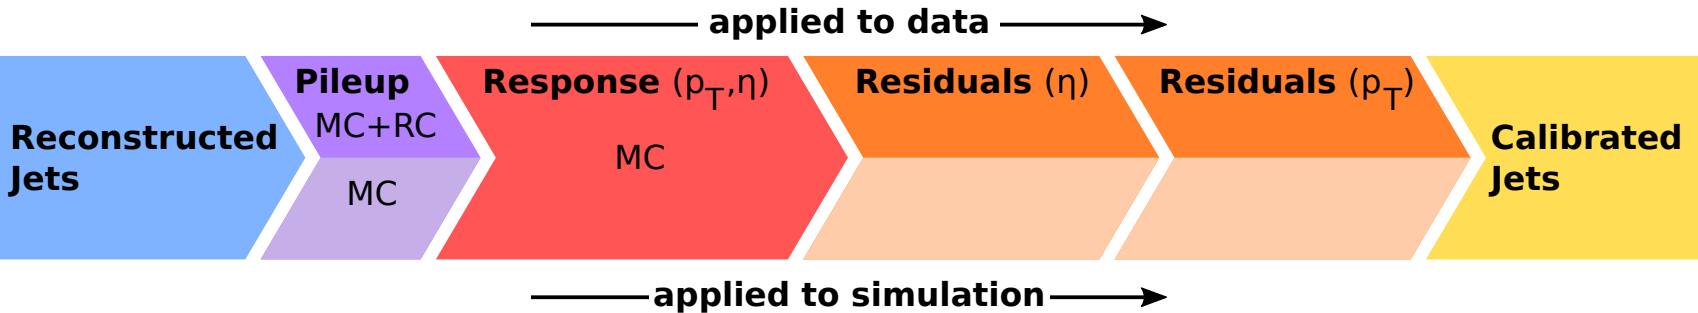 applied to data
Reconstructed
Jets
Pileup
MC+RC
MC
Response (pT,η)
MC
Residuals (η)
Residuals (pT)
Calibrated
Jets
applied to simulation